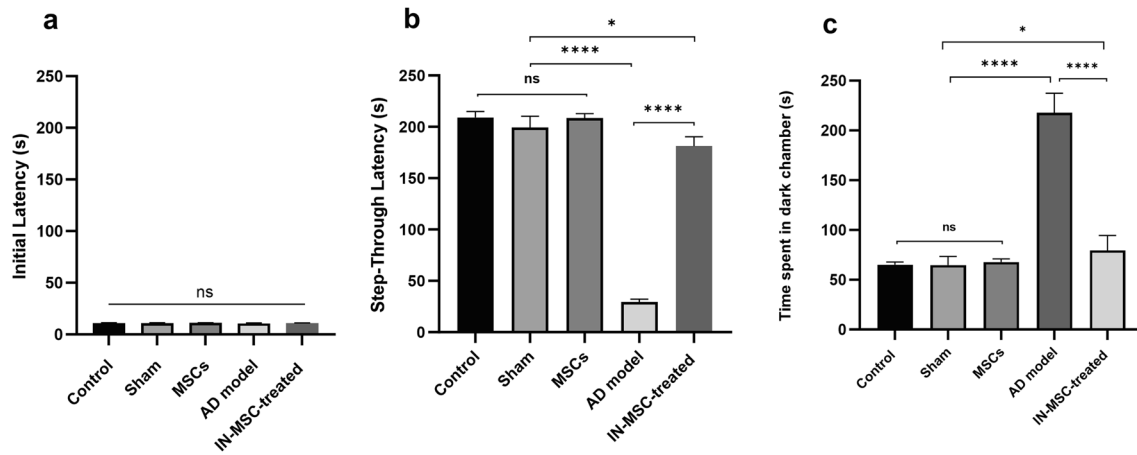 a
Initial Latency (s)
250
200
150
100
50
0
ns
Control
Sham
MSCs
AD model
IN-MSC-treated
b
Step-Through Latency (s)
250
200
150
100
50
0
*
****
ns
****
Control
Sham
MSCs
AD model
IN-MSC-treated
c
Time spent in dark chamber (s)
250
200
150
100
50
0
*
****
****
ns
Control
Sham
MSCs
AD model
IN-MSC-treated